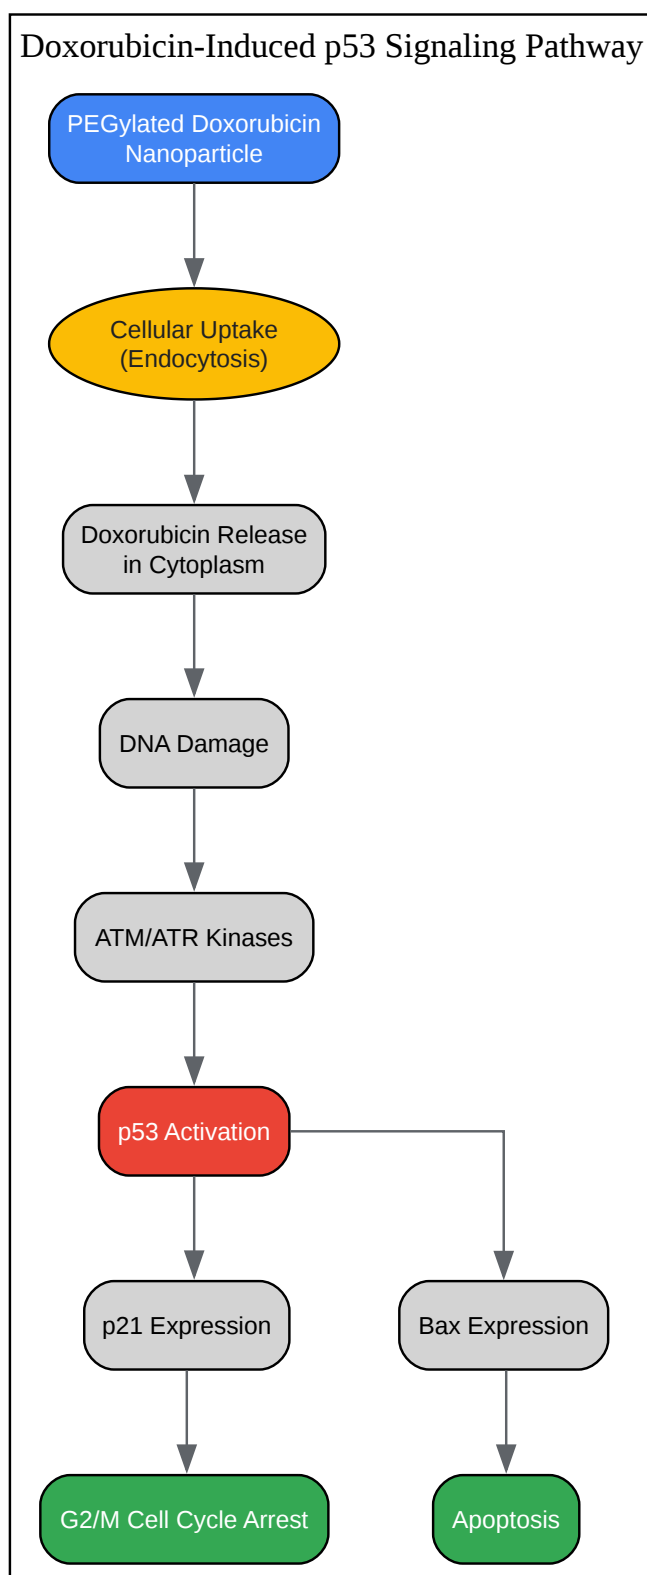 Doxorubicin-Induced p53 Signaling Pathway
PEGylated Doxorubicin
Nanoparticle
Cellular Uptake
(Endocytosis)
Doxorubicin Release
in Cytoplasm
DNA Damage
ATM/ATR Kinases
p53 Activation
p21 Expression
Bax Expression
G2/M Cell Cycle Arrest
Apoptosis